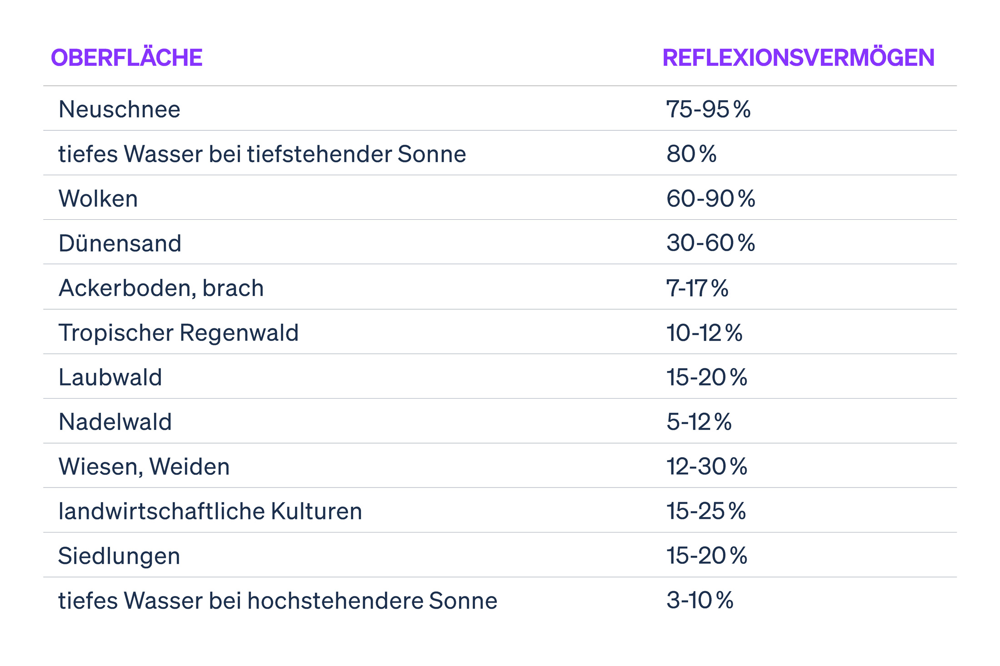 OBERFLÄCHE REFLEXIONSVERMÖGEN
Neuschnee 75-95 %
tiefes Wasser bei tiefstehender Sonne 80 %
Wolken 60-90 %
Dünensand 30-60 %
Ackerboden, brach 7-17 %
Tropischer Regenwald 10-12 %
Laubwald 15-20 %
Nadelwald 5-12 %
Wiesen, Weiden 12-30 %
landwirtschaftliche Kulturen 15-25 %
Siedlungen 15-20 %
tiefes Wasser bei hochstehendere Sonne 3-10 %